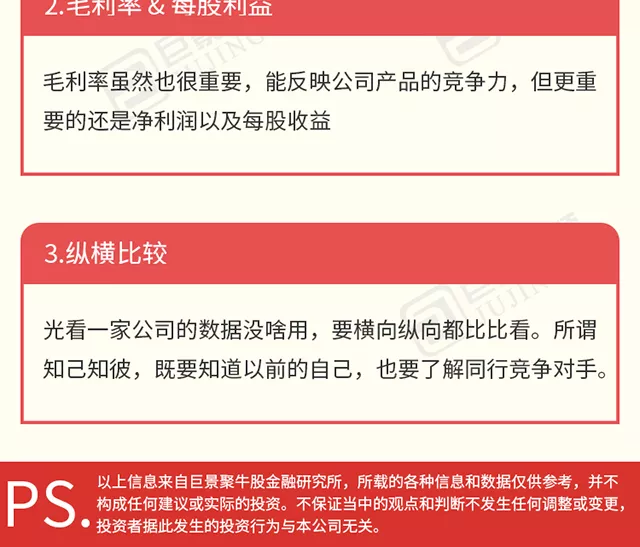 2.毛利率 & 每股利益
毛利率虽然也很重要，能反映公司产品的竞争力，但更重
要的还是净利润以及每股收益
3.纵横比较
光看一家公司的数据没啥用，要横向纵向都比比看。所谓
知己知彼，既要知道以前的自己，也要了解同行竞争对手。
PS.
以上信息来自巨景聚牛股金融研究所，所载的各种信息和数据仅供参考，并不
构成任何建议或实际的投资。不保证当中的观点和判断不发生任何调整或变更，
投资者据此发生的投资行为与本公司无关。